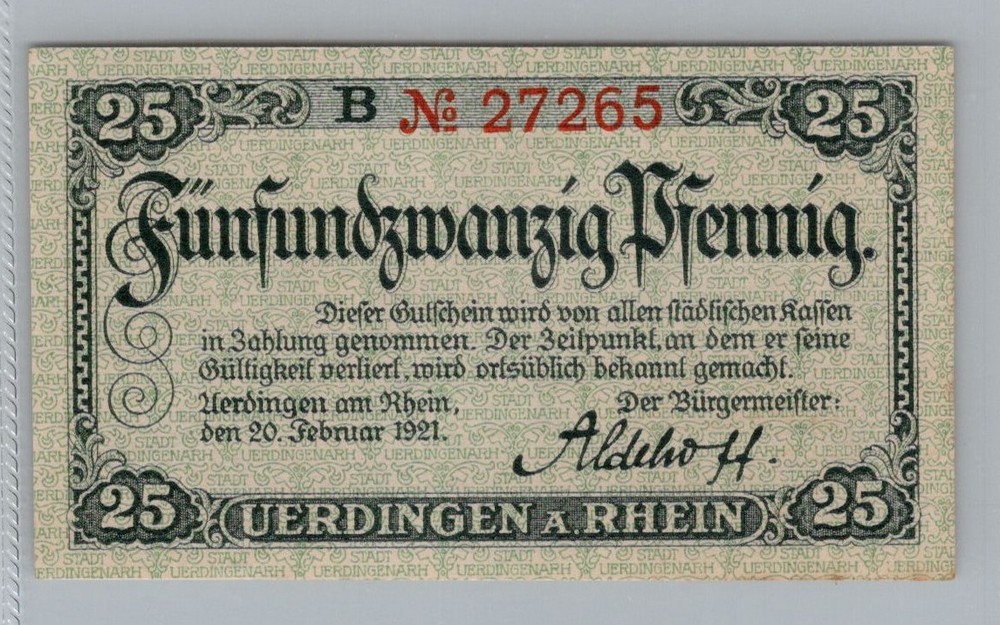 25 B № 27265 25
Fünfundzwanzig Pfennig.
Dieser Gutschein wird von allen städtischen Kassen
in Zahlung genommen. Der Zeitpunkt, an dem er seine
Gültigkeit verliert, wird ortsüblich bekannt gemacht.
Uerdingen am Rhein, Der Bürgermeister:
den 20. Februar 1921. Aldehoff.
25 UERDINGEN A. RHEIN 25